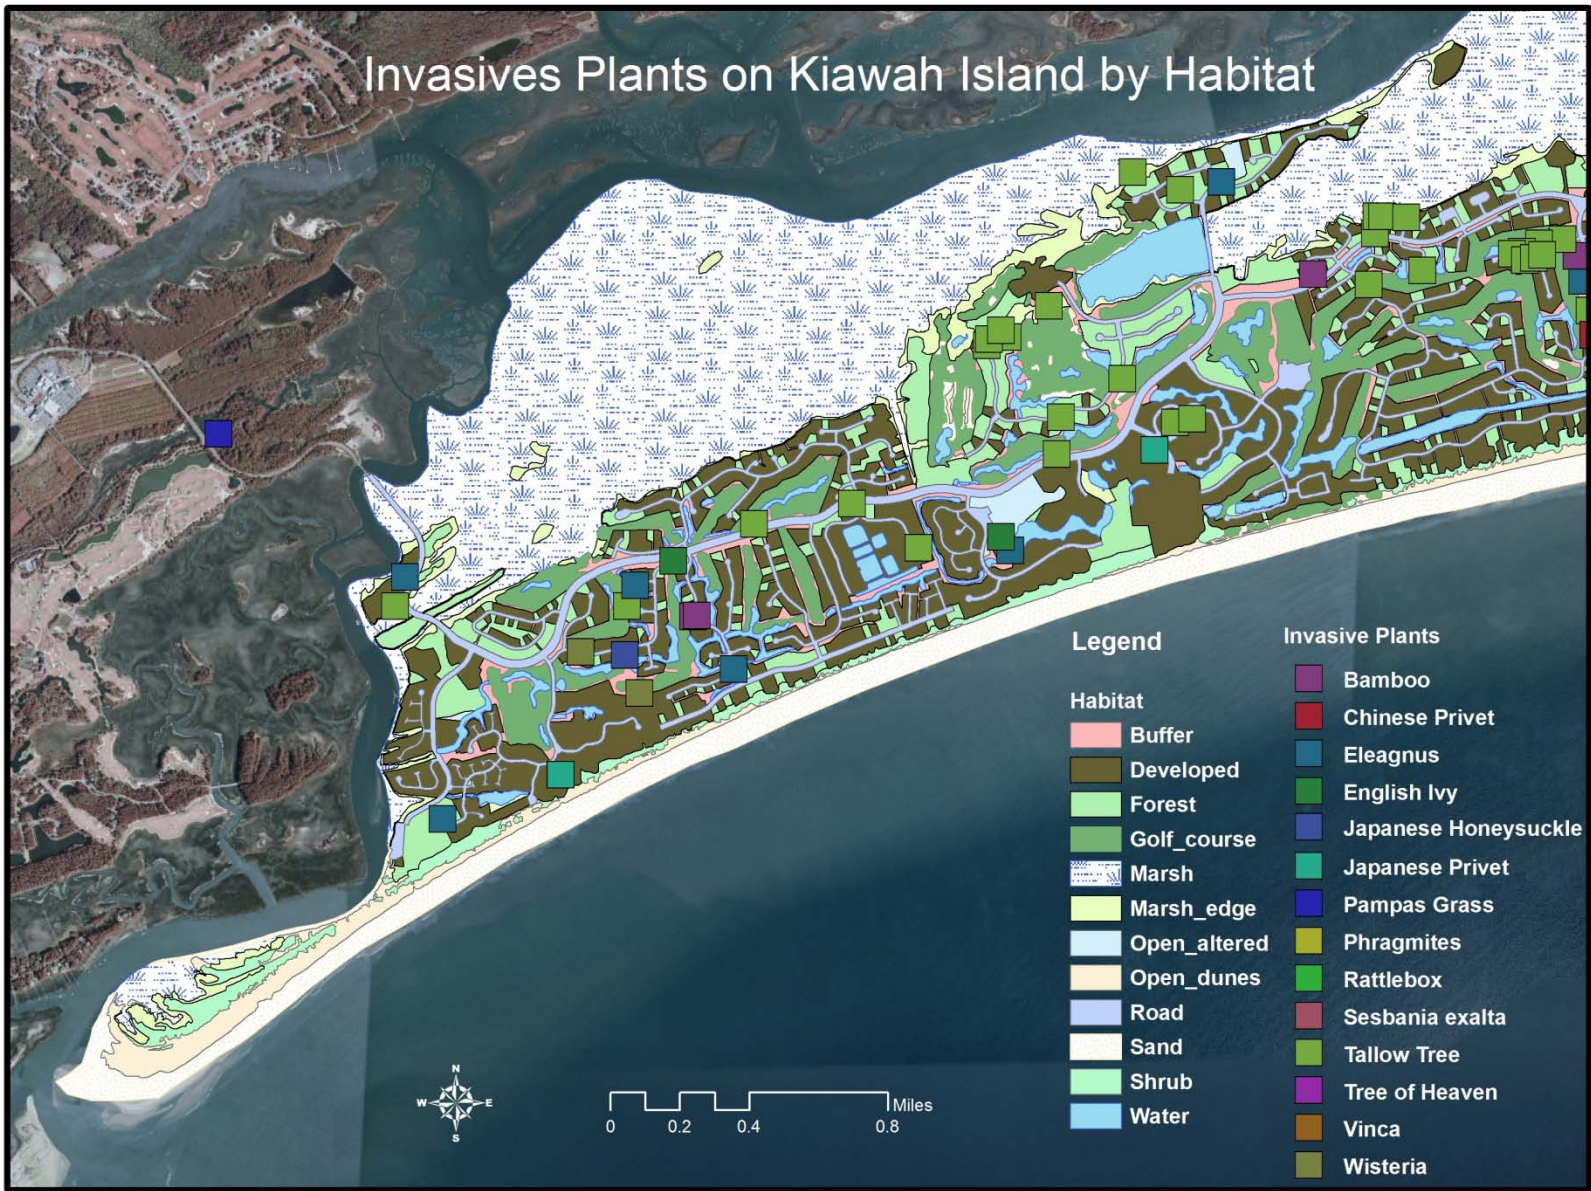 Invasives Plants on Kiawah Island by Habitat
Legend
Habitat
Buffer
Developed
Forest
Golf_course
Marsh
Marsh_edge
Open_altered
Open_dunes
Road
Sand
Shrub
Water
Invasive Plants
Bamboo
Chinese Privet
Eleagnus
English Ivy
Japanese Honeysuckle
Japanese Privet
Pampas Grass
Phragmites
Rattlebox
Sesbania exalta
Tallow Tree
Tree of Heaven
Vinca
Wisteria
N
W E
S
Miles
0 0.2 0.4 0.8